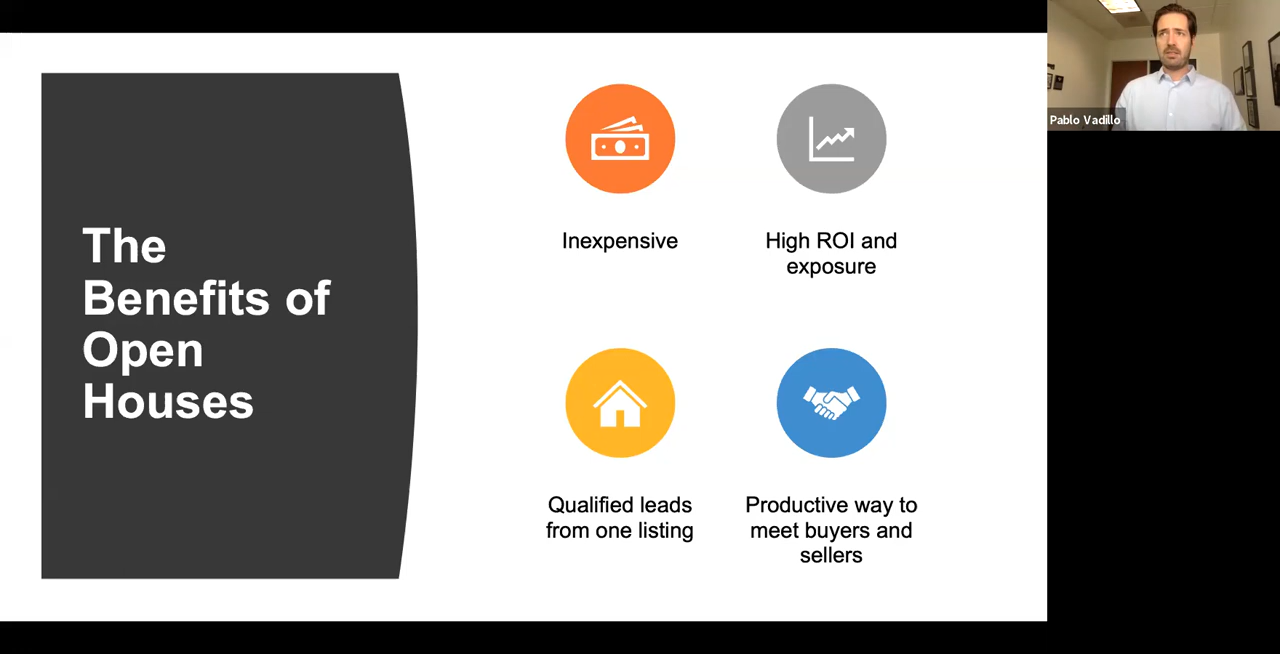 The
Benefits of
Open
Houses
Inexpensive
High ROI and
exposure
Qualified leads
from one listing
Productive way to
meet buyers and
sellers
Pablo Vadillo